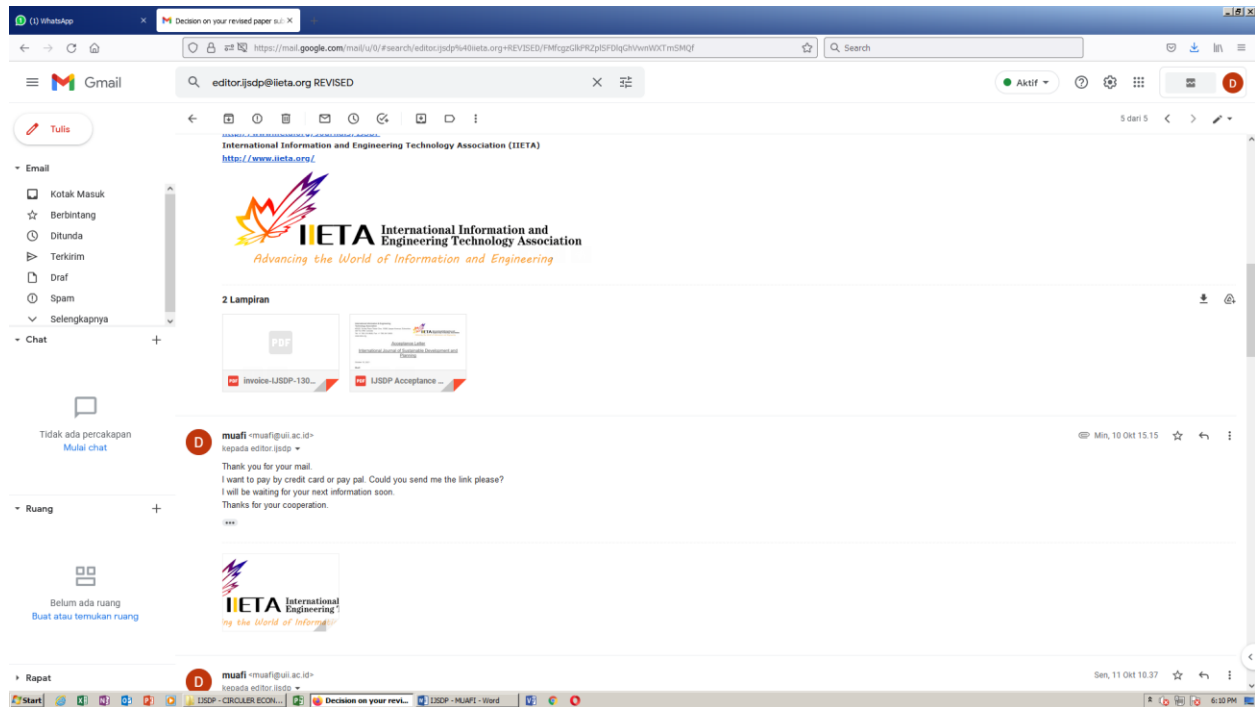 (1) WhatsApp
Decision on your revised paper sub
https://mail.google.com/mail/u/0/#search/editor.ijsdp%40iieta.org+REVISED/FMfcgzGlkPRZplSFDlqGhVwnWXTmSMQf
Search
Gmail
editor.ijsdp@iieta.org REVISED
Aktif
D
Tulis
5 dari 5
International Information and Engineering Technology Association (IIETA)
http://www.iieta.org/
Email
Kotak Masuk
Berbintang
Ditunda
Terkirim
Draf
Spam
Selengkapnya
IIETA International Information and
Engineering Technology Association
Advancing the World of Information and Engineering
2 Lampiran
PDF
Acceptance Letter
International Journal of Sustainable Development and
Planning
PDF invoice-IJSDP-130...
PDF IJSDP Acceptance ...
Chat
Tidak ada percakapan
Mulai chat
D
muafi <muafi@uii.ac.id>
Min, 10 Okt 15.15
kepada editor.ijsdp
Thank you for your mail.
I want to pay by credit card or pay pal. Could you send me the link please?
I will be waiting for your next information soon.
Thanks for your cooperation.
Ruang
Belum ada ruang
Buat atau temukan ruang
IIETA International
Engineering
ng the World of Informati
Rapat
D
muafi <muafi@uii.ac.id>
Sen, 11 Okt 10.37
kepada editor.ijsdp
Start
IJSDP - CIRCULER ECON...
Decision on your revi...
IJSDP - MUAFI - Word
6:10 PM